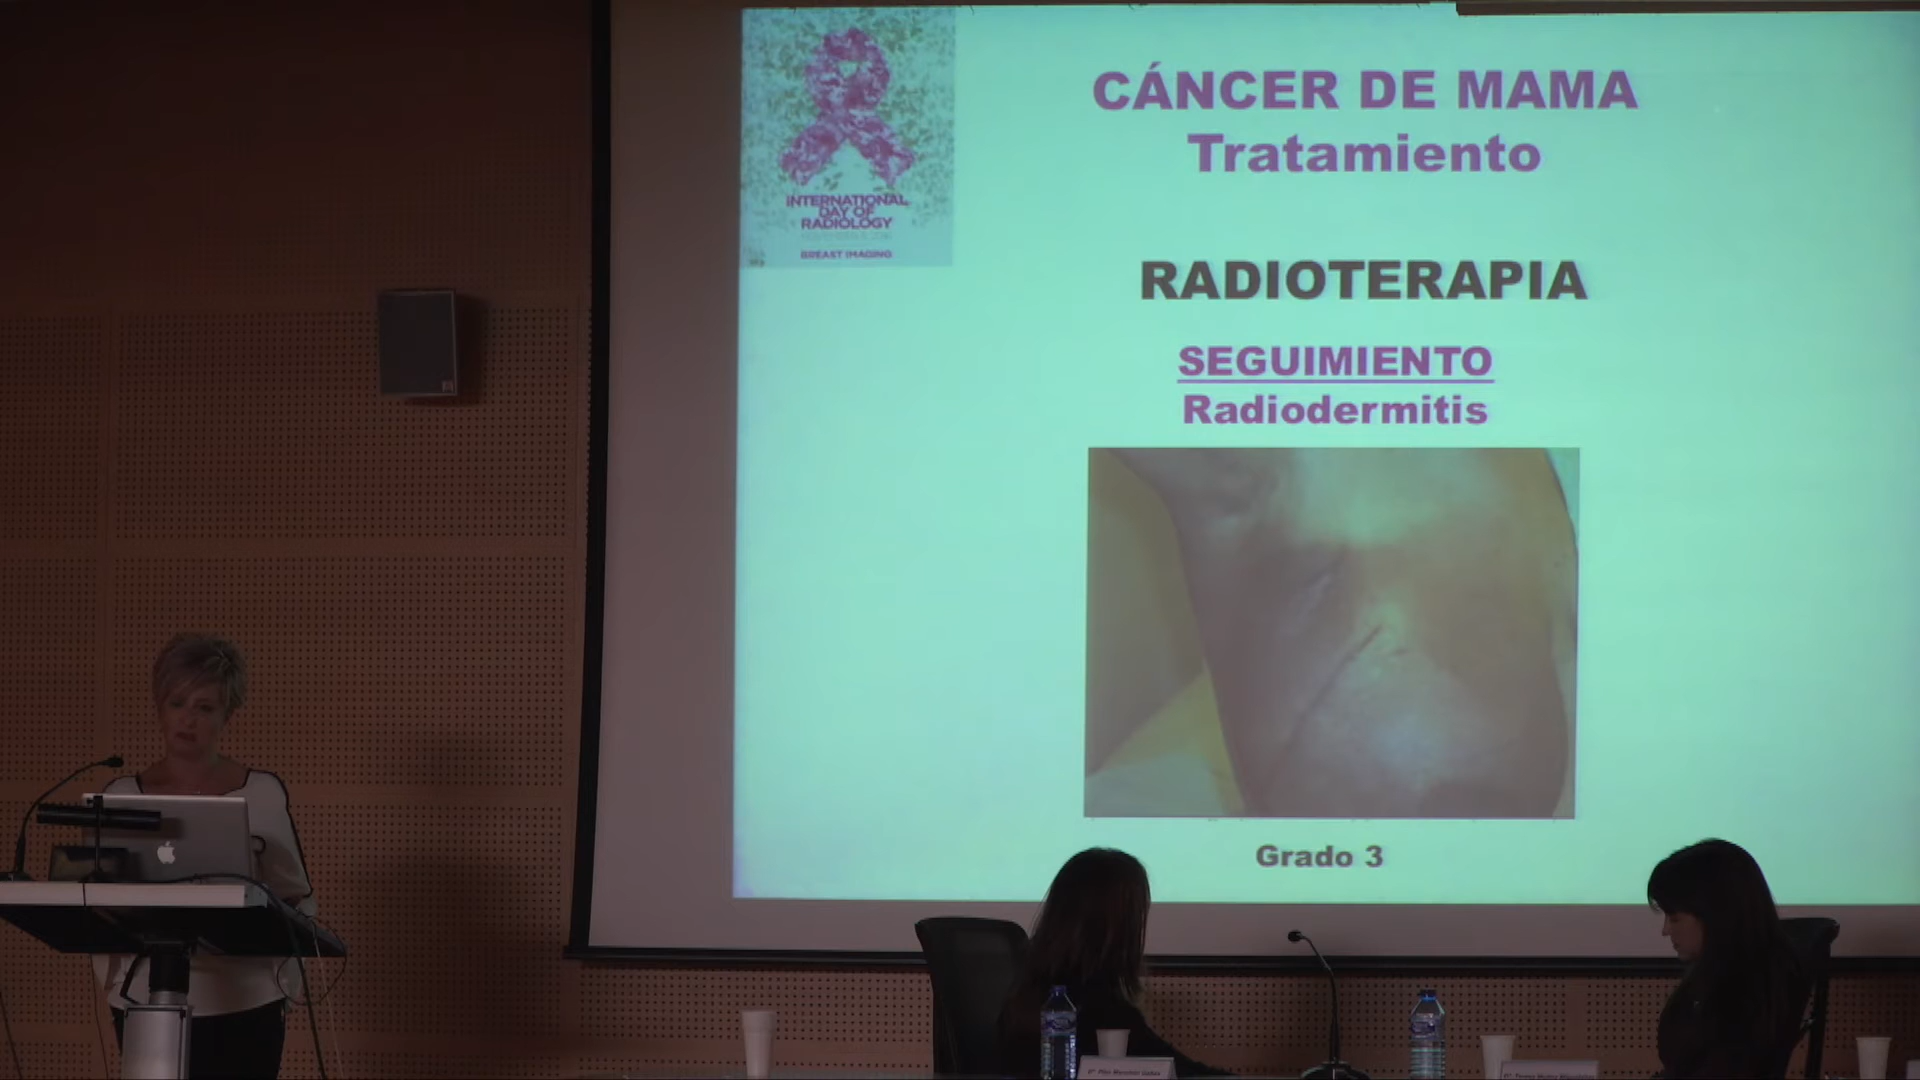 CÁNCER DE MAMA
Tratamiento
INTERNATIONAL
DAY OF
RADIOLOGY
BREAST IMAGING
RADIOTERAPIA
SEGUIMIENTO
Radiodermitis
Grado 3